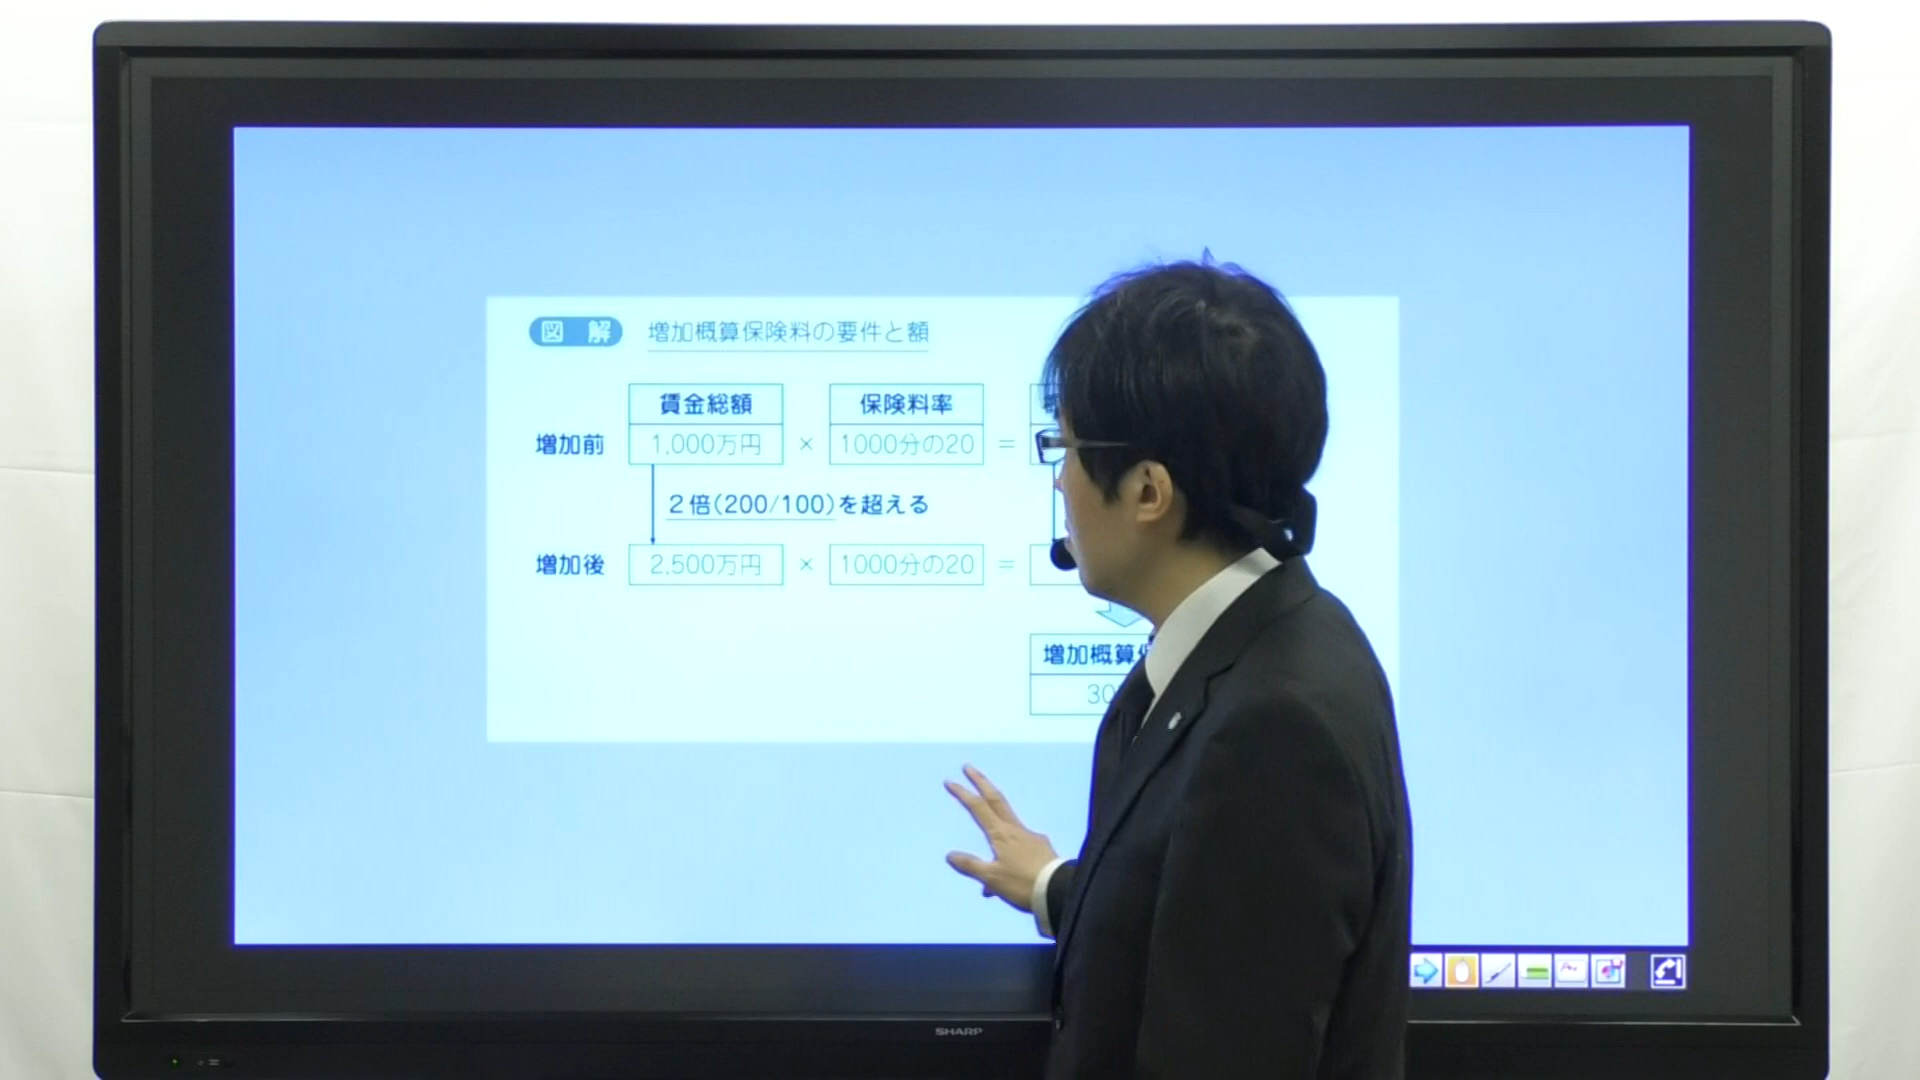 図 解 増加概算保険料の要件と額
賃金総額 保険料率
増加前 1,000万円 × 1000分の20 =
2倍(200/100)を超える
増加後 2,500万円 × 1000分の20 =
増加概算
30
SHARP